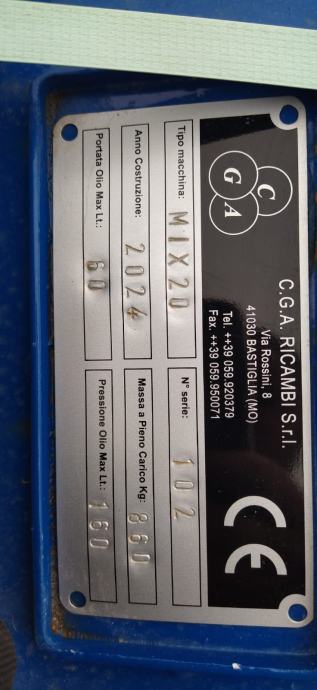 C G A
C.G.A. RICAMBI S.r.l.
Via Rossini, 8
41030 BASTIGLIA (MO)
Tel. ++39 059.920379
Fax. ++39 059.950071
CE
Tipo macchina: MIX20
N° serie: 102
Anno Costruzione: 2024
Massa a Pieno Carico Kg: 860
Portata Olio Max Lt.: 60
Pressione Olio Max Lt.: 160